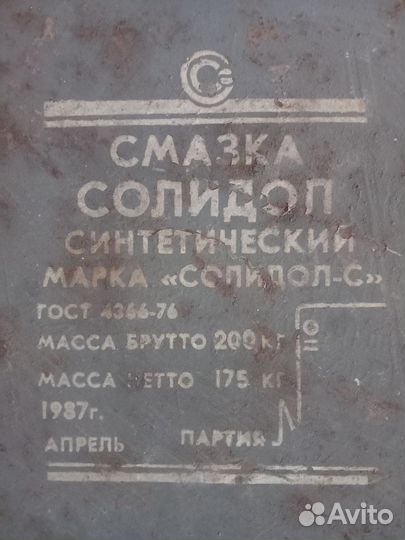 СМАЗКА
СОЛИДОЛ
СИНТЕТИЧЕСКИЙ
МАРКА «СОЛИДОЛ-С»
ГОСТ 4366-76
МАССА БРУТТО 200 КГ
МАССА НЕТТО 175 КГ
1987г.
АПРЕЛЬ ПАРТИЯ
Avito